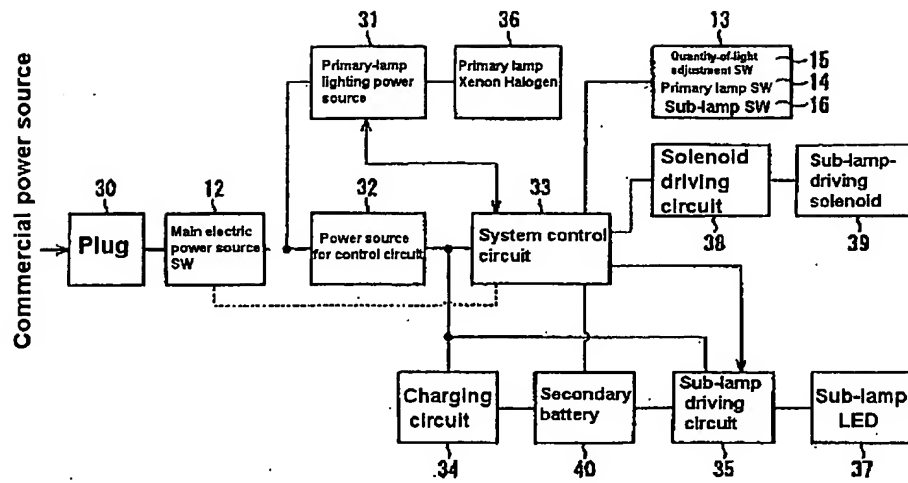 31
36
13
Primary-lamp
lighting power
source
Primary lamp
Xenon Halogen
Quantity-of-light
adjustment SW
15
Primary lamp SW
14
Sub-lamp SW
16
Commercial power source
30
12
32
33
Plug
Main electric
power source
SW
Power source
for control circuit
System control
circuit
Solenoid
driving
circuit
38
Sub-lamp-
driving
solenoid
39
Charging
circuit
34
Secondary
battery
40
Sub-lamp
driving
circuit
35
Sub-lamp
LED
37